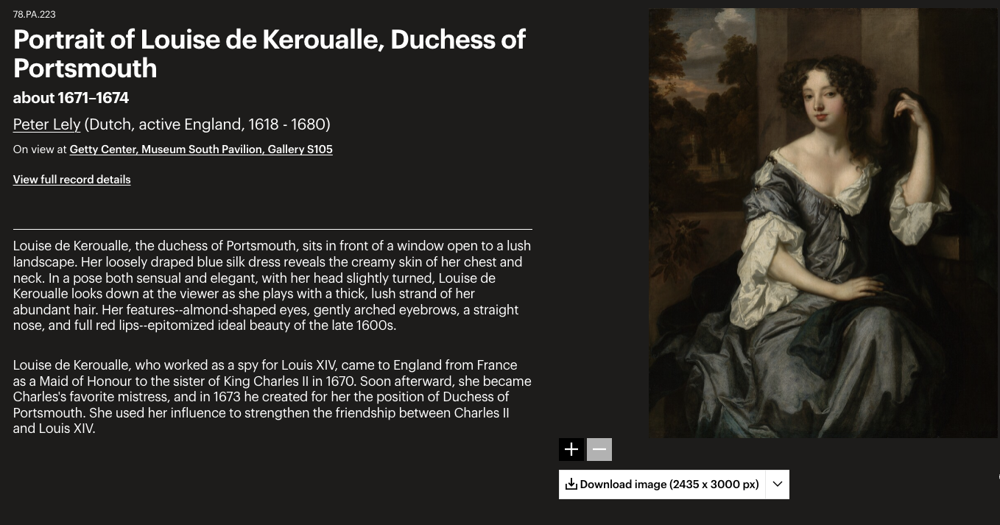 78.PA.223
Portrait of Louise de Keroualle, Duchess of
Portsmouth
about 1671–1674
Peter Lely (Dutch, active England, 1618 - 1680)
On view at Getty Center, Museum South Pavilion, Gallery S105
View full record details
Louise de Keroualle, the duchess of Portsmouth, sits in front of a window open to a lush
landscape. Her loosely draped blue silk dress reveals the creamy skin of her chest and
neck. In a pose both sensual and elegant, with her head slightly turned, Louise de
Keroualle looks down at the viewer as she plays with a thick, lush strand of her
abundant hair. Her features--almond-shaped eyes, gently arched eyebrows, a straight
nose, and full red lips--epitomized ideal beauty of the late 1600s.
Louise de Keroualle, who worked as a spy for Louis XIV, came to England from France
as a Maid of Honour to the sister of King Charles II in 1670. Soon afterward, she became
Charles's favorite mistress, and in 1673 he created for her the position of Duchess of
Portsmouth. She used her influence to strengthen the friendship between Charles II
and Louis XIV.
Download image (2435 x 3000 px)